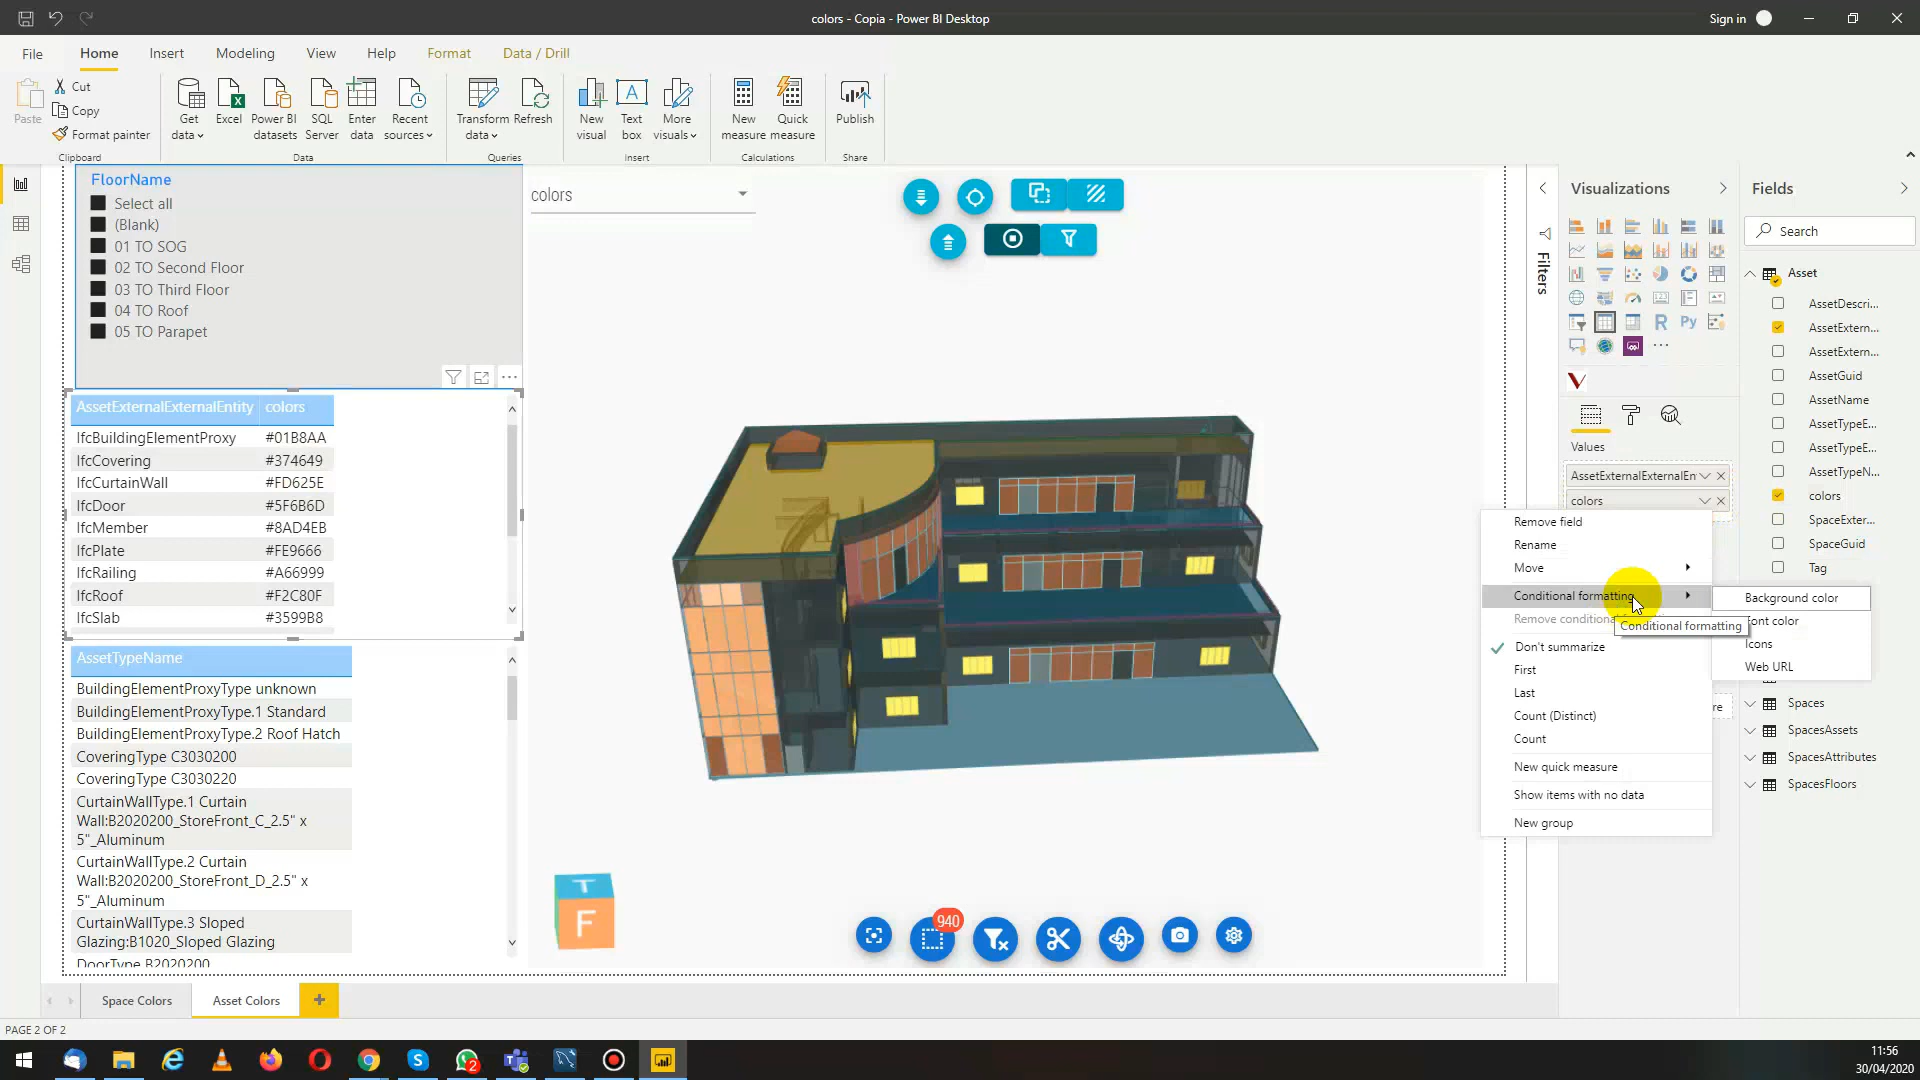 colors - Copia - Power BI Desktop
Sign in
File
Home
Insert
Modeling
View
Help
Format
Data / Drill
Paste
Cut
Copy
Format painter
Clipboard
Get data
Excel
Power BI datasets
SQL Server
Enter data
Recent sources
Data
Transform data
Refresh
Queries
New visual
Text box
More visuals
Insert
New measure
Quick measure
Calculations
Publish
Share
FloorName
Select all
(Blank)
01 TO SOG
02 TO Second Floor
03 TO Third Floor
04 TO Roof
05 TO Parapet
AssetExternalExternalEntity colors
IfcBuildingElementProxy #01B8AA
IfcCovering #374649
IfcCurtainWall #FD625E
IfcDoor #5F6B6D
IfcMember #8AD4EB
IfcPlate #FE9666
IfcRailing #A66999
IfcRoof #F2C80F
IfcSlab #3599B8
AssetTypeName
BuildingElementProxyType unknown
BuildingElementProxyType.1 Standard
BuildingElementProxyType.2 Roof Hatch
CoveringType C3030200
CoveringType C3030220
CurtainWallType.1 Curtain
Wall:B2020200_StoreFront_C_2.5" x
5"_Aluminum
CurtainWallType.2 Curtain
Wall:B2020200_StoreFront_D_2.5" x
5"_Aluminum
CurtainWallType.3 Sloped
Glazing:B1020_Sloped Glazing
DoorType B2020200
colors
T
F
940
Filters
Visualizations
R
Py
Values
AssetExternalExternalEn
colors
Remove field
Rename
Move
Conditional formatting
Remove conditiona
Don't summarize
First
Last
Count (Distinct)
Count
New quick measure
Show items with no data
New group
Conditional formatting
Background color
ont color
Icons
Web URL
re
Fields
Search
Asset
AssetDescri...
AssetExtern...
AssetExtern...
AssetGuid
AssetName
AssetTypeE...
AssetTypeE...
AssetTypeN...
colors
SpaceExter...
SpaceGuid
Tag
Spaces
SpacesAssets
SpacesAttributes
SpacesFloors
Space Colors
Asset Colors
PAGE 2 OF 2
2
11:56
30/04/2020